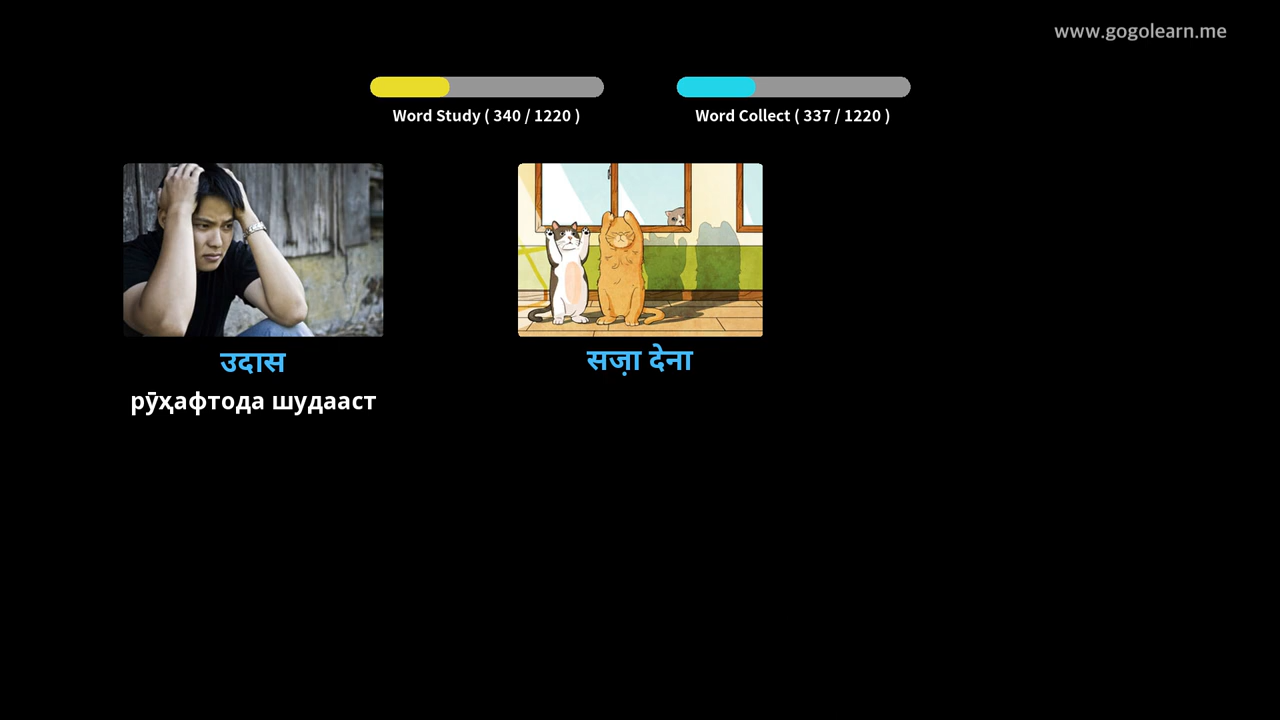 www.gogolearn.me
Word Study ( 340 / 1220 )
Word Collect ( 337 / 1220 )
उदास
рӯҳафтода шудааст
सज़ा देना